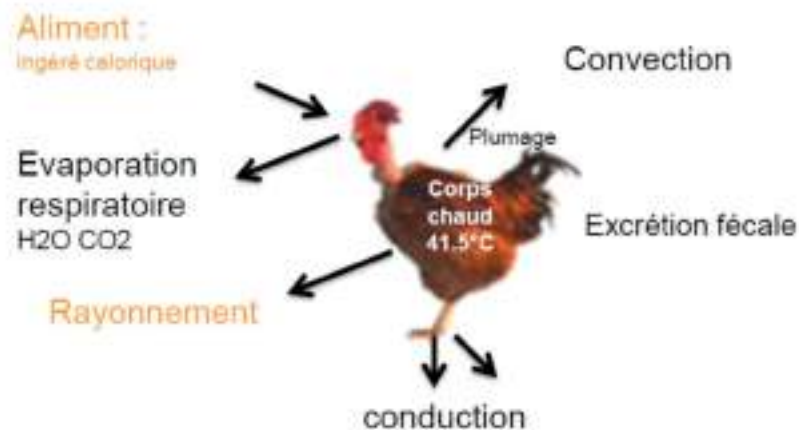 Aliment :
ingéré calorique
Convection
Plumage
Evaporation
respiratoire
H2O CO2
Corps
chaud
41.5°C
Excrétion fécale
Rayonnement
conduction